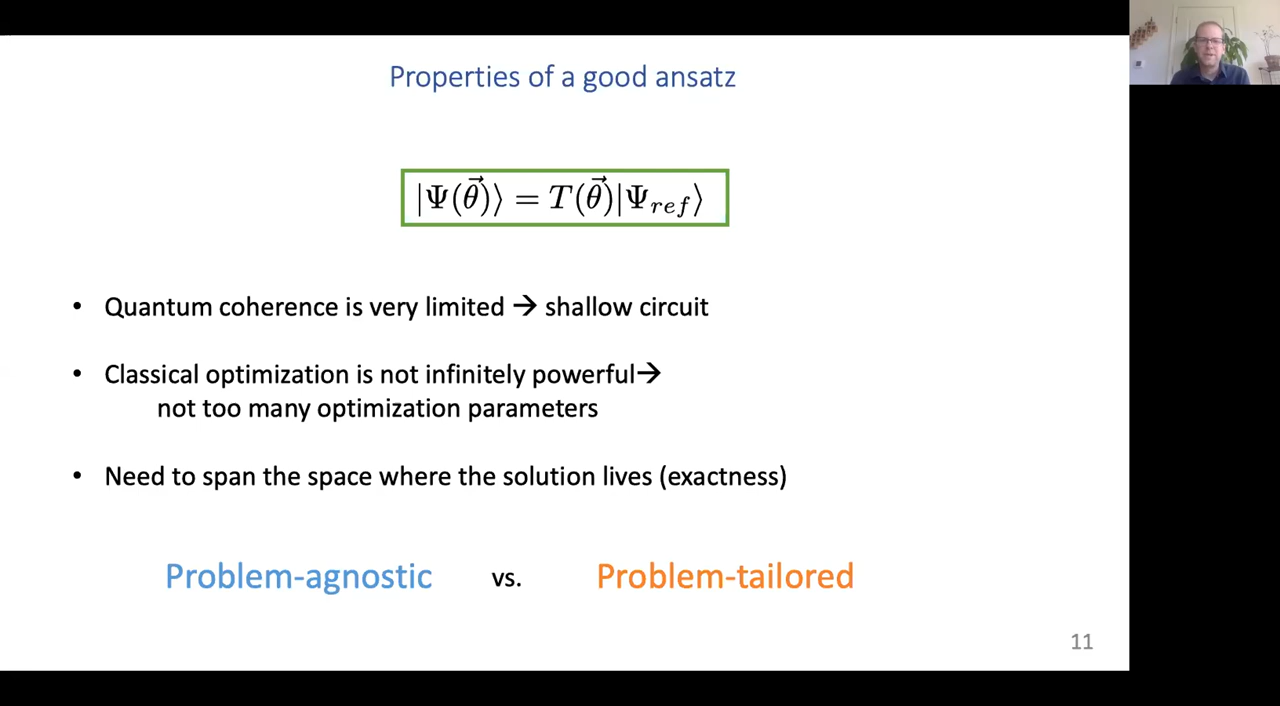 Properties of a good ansatz
|Ψ(θ⃗)⟩ = T(θ⃗)|Ψ_ref⟩
• Quantum coherence is very limited → shallow circuit
• Classical optimization is not infinitely powerful→
not too many optimization parameters
• Need to span the space where the solution lives (exactness)
Problem-agnostic vs. Problem-tailored
11